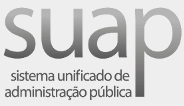 suap
sistema unificado de
administração pública